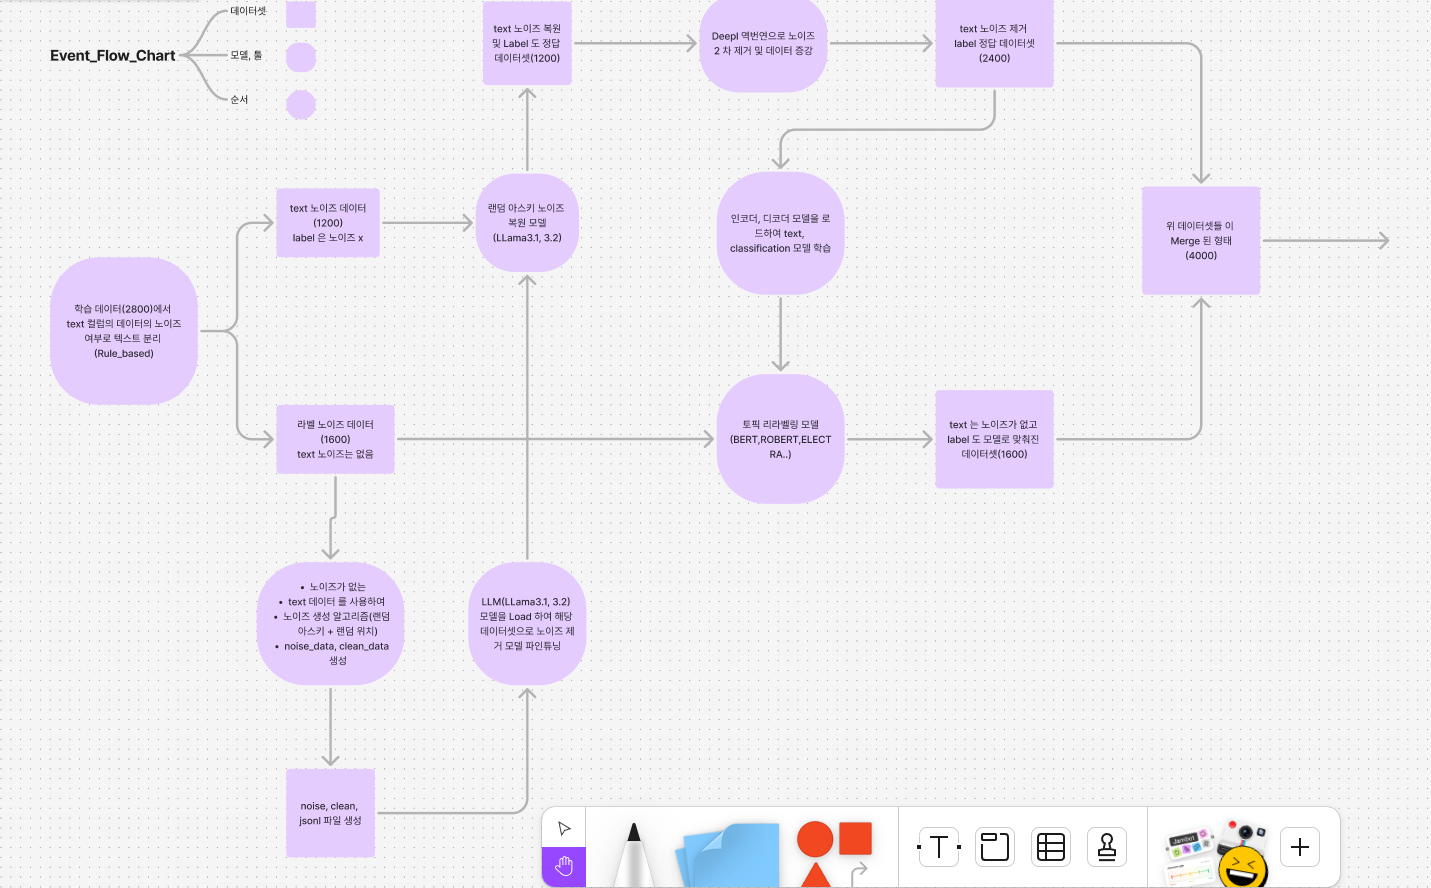 Event_Flow_Chart
데이터셋
모델, 툴
순서
text 노이즈 복원
및 Label 도 정답
데이터셋(1200)
Deepl 역번연으로 노이즈
2 차 제거 및 데이터 증강
text 노이즈 제거
label 정답 데이터셋
(2400)
text 노이즈 데이터
(1200)
label 은 노이즈 x
랜덤 아스키 노이즈
복원 모델
(LLama3.1, 3.2)
인코더, 디코더 모델을 로
드하여 text,
classification 모델 학습
위 데이터셋들 이
Merge 된 형태
(4000)
학습 데이터(2800)에서
text 컬럼의 데이터의 노이즈
여부로 텍스트 분리
(Rule_based)
라벨 노이즈 데이터
(1600)
text 노이즈는 없음
토픽 리라벨링 모델
(BERT,ROBERT,ELECT
RA..)
text 는 노이즈가 없고
label 도 모델로 맞춰진
데이터셋(1600)
• 노이즈가 없는
• text 데이터 를 사용하여
• 노이즈 생성 알고리즘(랜덤
아스키 + 랜덤 위치)
• noise_data, clean_data
생성
LLM(LLama3.1, 3.2)
모델을 Load 하여 해당
데이터셋으로 노이즈 제
거 모델 파인튜닝
noise, clean,
jsonl 파일 생성
T
Jambot